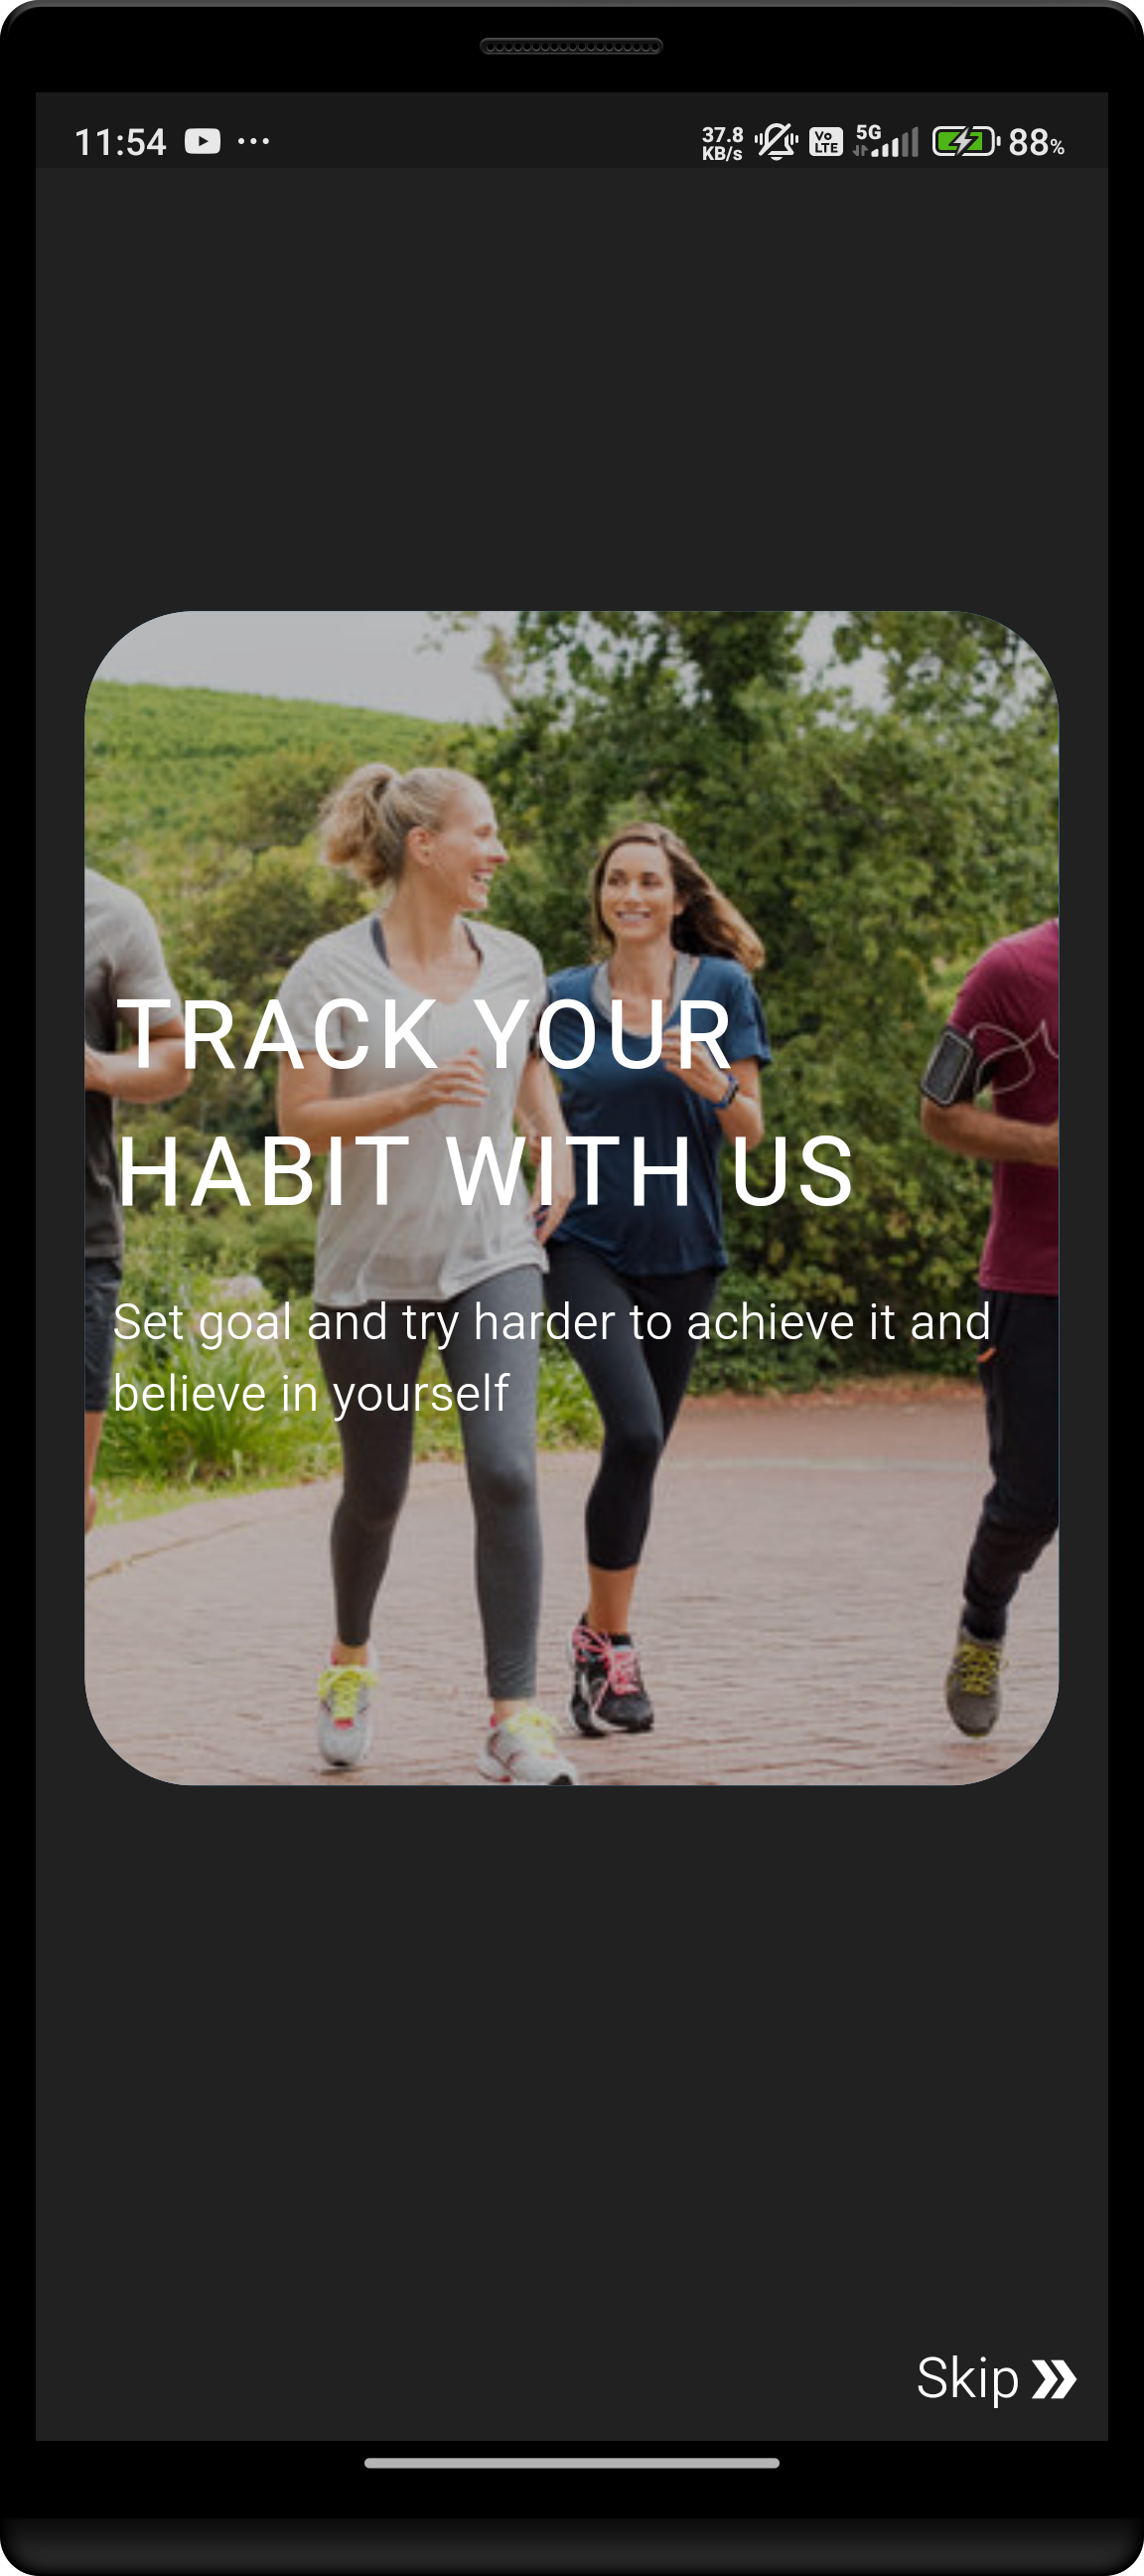 11:54 ... 37.8 KB/s Vo LTE 5G 88%
TRACK YOUR
HABIT WITH US
Set goal and try harder to achieve it and
believe in yourself
Skip